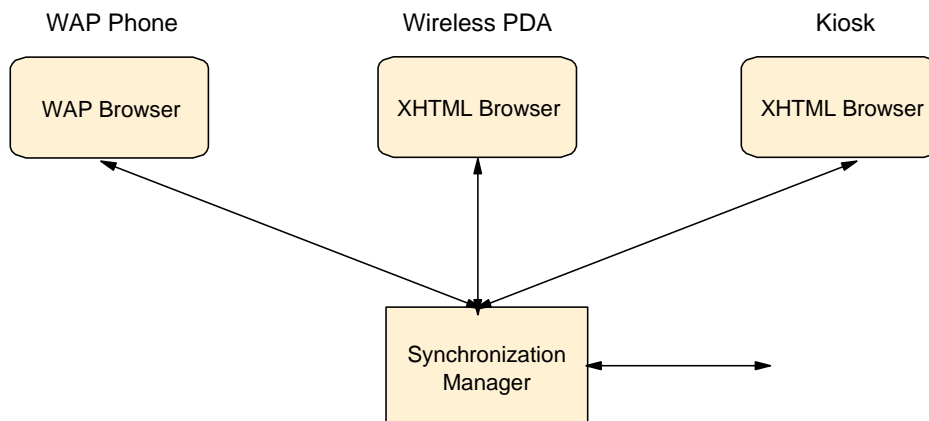 WAP Phone
Wireless PDA
Kiosk
WAP Browser
XHTML Browser
XHTML Browser
Synchronization
Manager